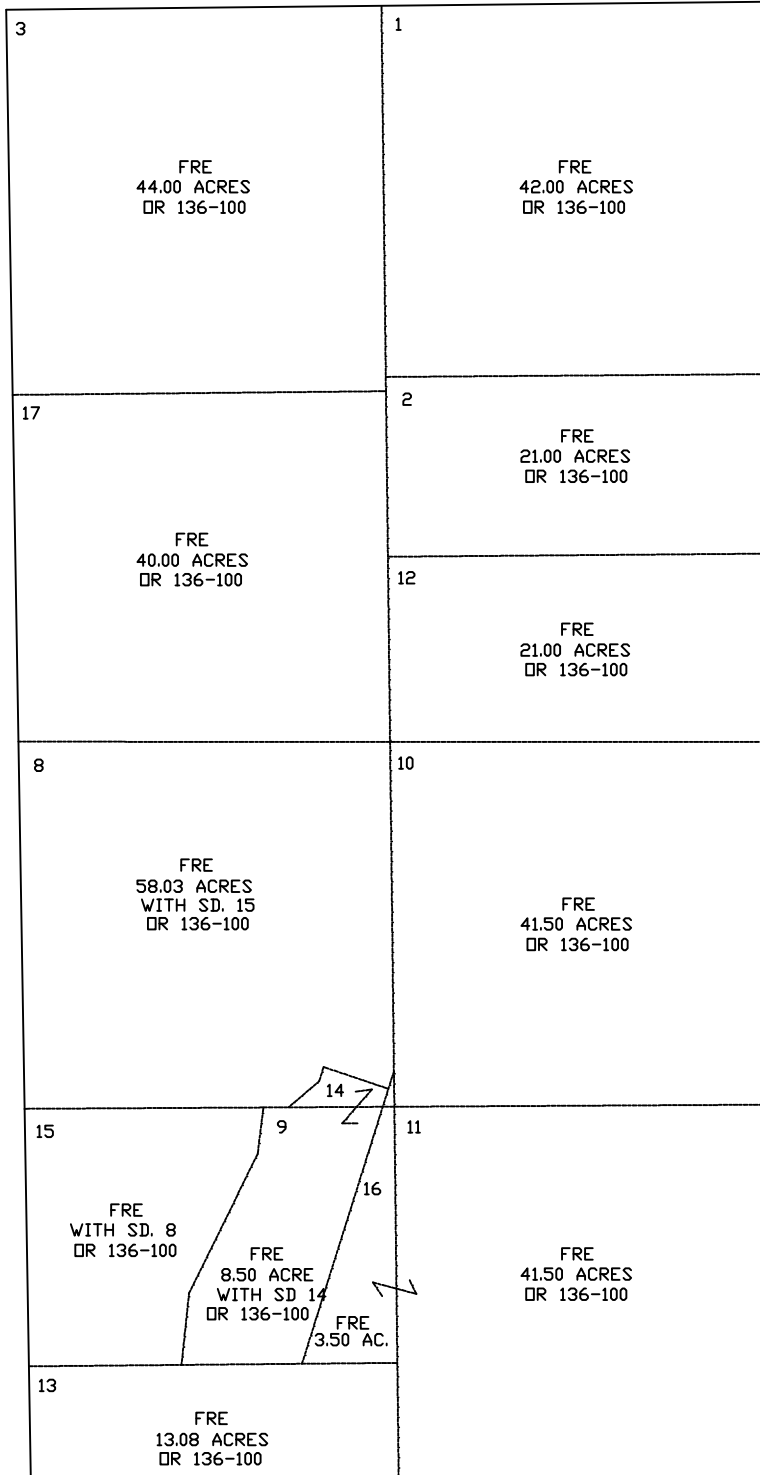 3
FRE
44.00 ACRES
OR 136-100
1
FRE
42.00 ACRES
OR 136-100
17
FRE
40.00 ACRES
OR 136-100
2
FRE
21.00 ACRES
OR 136-100
12
FRE
21.00 ACRES
OR 136-100
8
FRE
58.03 ACRES
WITH SD. 15
OR 136-100
10
FRE
41.50 ACRES
OR 136-100
14
15
FRE
WITH SD. 8
OR 136-100
9
FRE
8.50 ACRE
WITH SD 14
OR 136-100
16
FRE
3.50 AC.
11
FRE
41.50 ACRES
OR 136-100
13
FRE
13.08 ACRES
OR 136-100